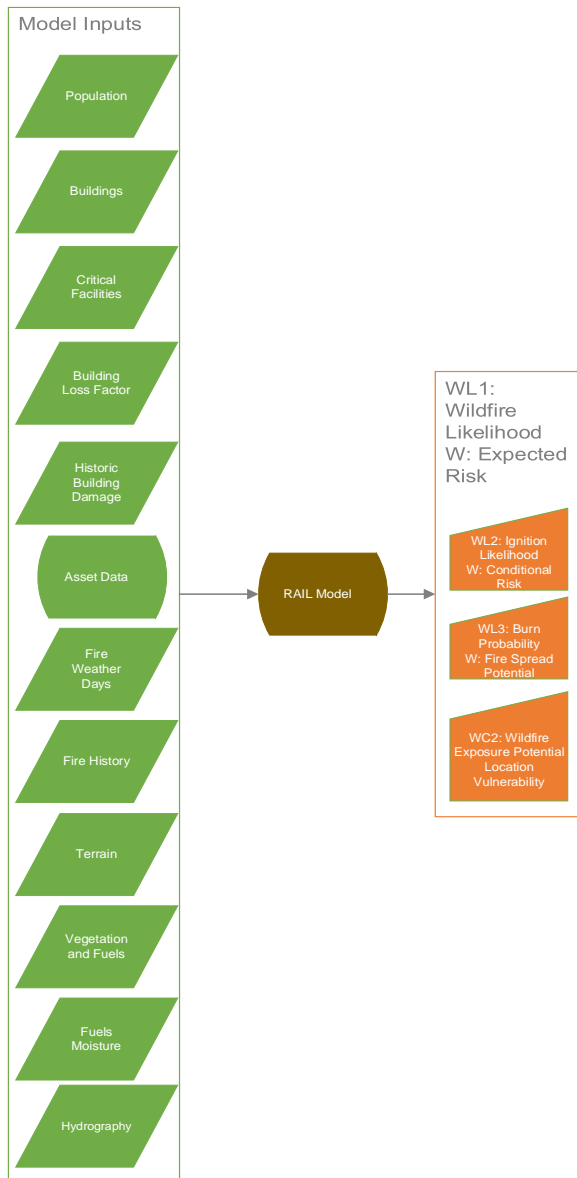 Model Inputs
Population
Buildings
Critical
Facilities
Building
Loss Factor
Historic
Building
Damage
Asset Data
Fire
Weather
Days
Fire History
Terrain
Vegetation
and Fuels
Fuels
Moisture
Hydrography
RAIL Model
WL1:
Wildfire
Likelihood
W: Expected
Risk
WL2: Ignition
Likelihood
W: Conditional
Risk
WL3: Burn
Probability
W: Fire Spread
Potential
WC2: Wildfire
Exposure Potential
Location
Vulnerability